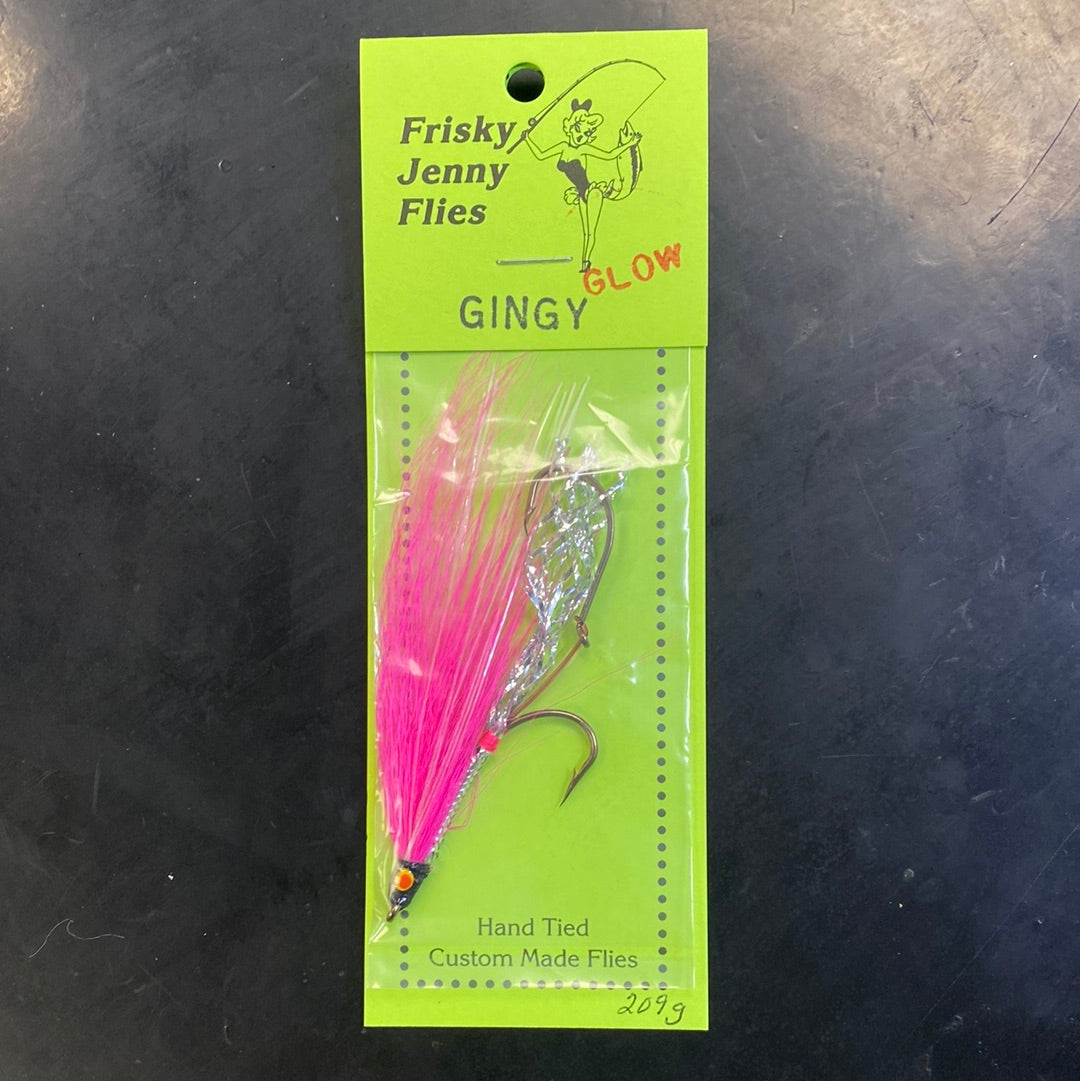 Frisky
Jenny
Flies
GLOW
GINGY
Hand Tied
Custom Made Flies
209g